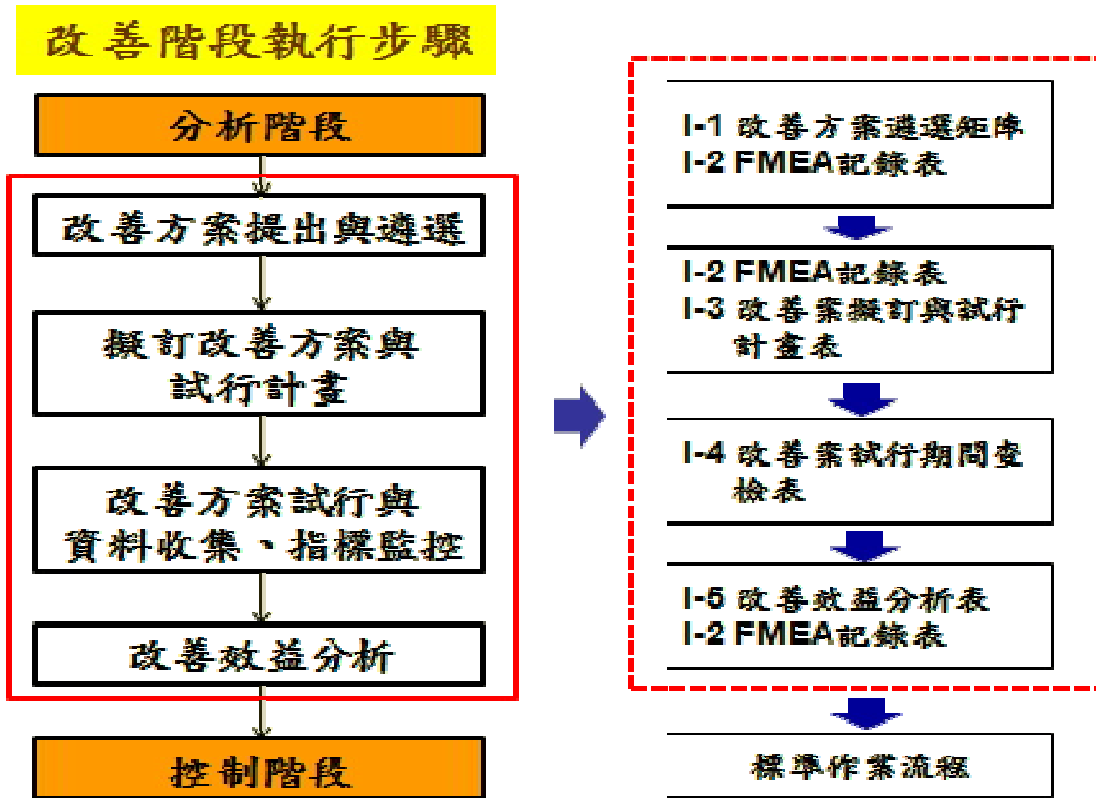 改善階段執行步驟
分析階段
改善方案提出與遴選
擬訂改善方案與
試行計畫
改善方案試行與
資料收集、指標監控
改善效益分析
控制階段
I-1 改善方案遴選矩陣
I-2 FMEA記錄表
I-2 FMEA記錄表
I-3 改善案擬訂與試行
計畫表
I-4 改善案試行期間查
檢表
I-5 改善效益分析表
I-2 FMEA記錄表
標準作業流程